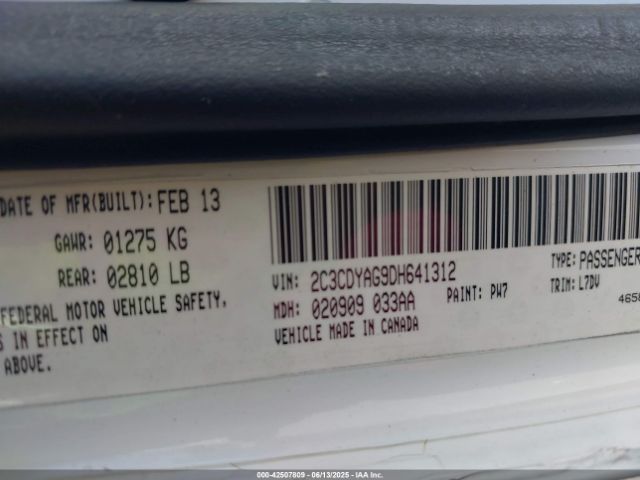 DATE OF MFR(BUILT): FEB 13
GAWR: 01275 KG
REAR: 02810 LB
FEDERAL MOTOR VEHICLE SAFETY,
S IN EFFECT ON
ABOVE.
VIN: 2C3CDYAG9DH641312
TYPE: PASSENGER
MDH: 020909 033AA
PAINT: PW7
TRIM: L7DV
VEHICLE MADE IN CANADA
4658
000-42507809 - 06/13/2025 - IAA Inc.